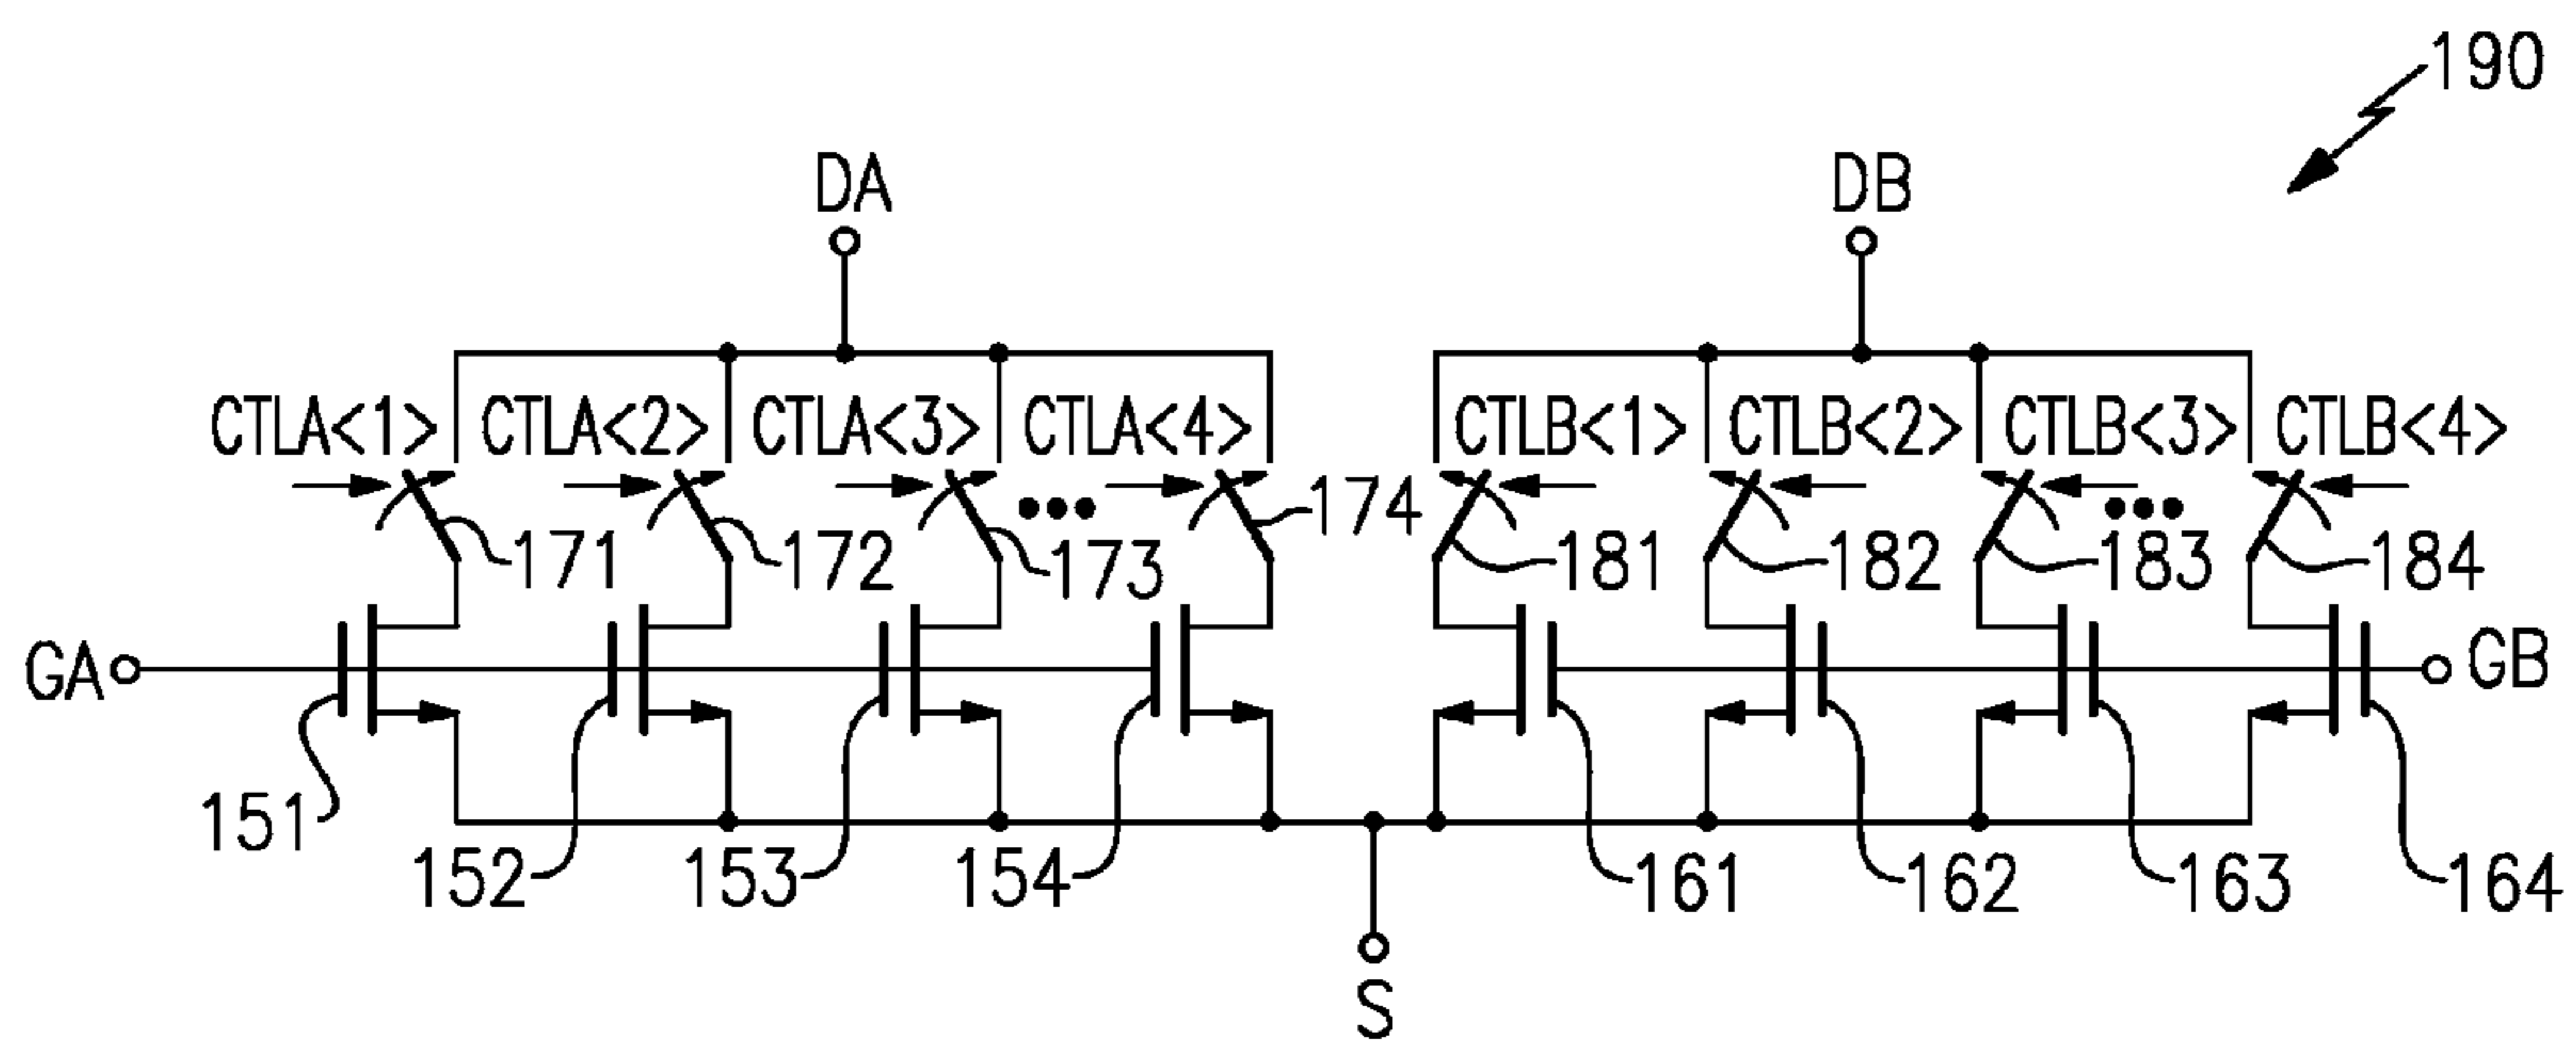 190
DA DB
CTLA<1> CTLA<2> CTLA<3> CTLA<4> CTLB<1> CTLB<2> CTLB<3> CTLB<4>
171 172 173 174 181 182 183 184
GA GB
151 152 153 154 161 162 163 164
S